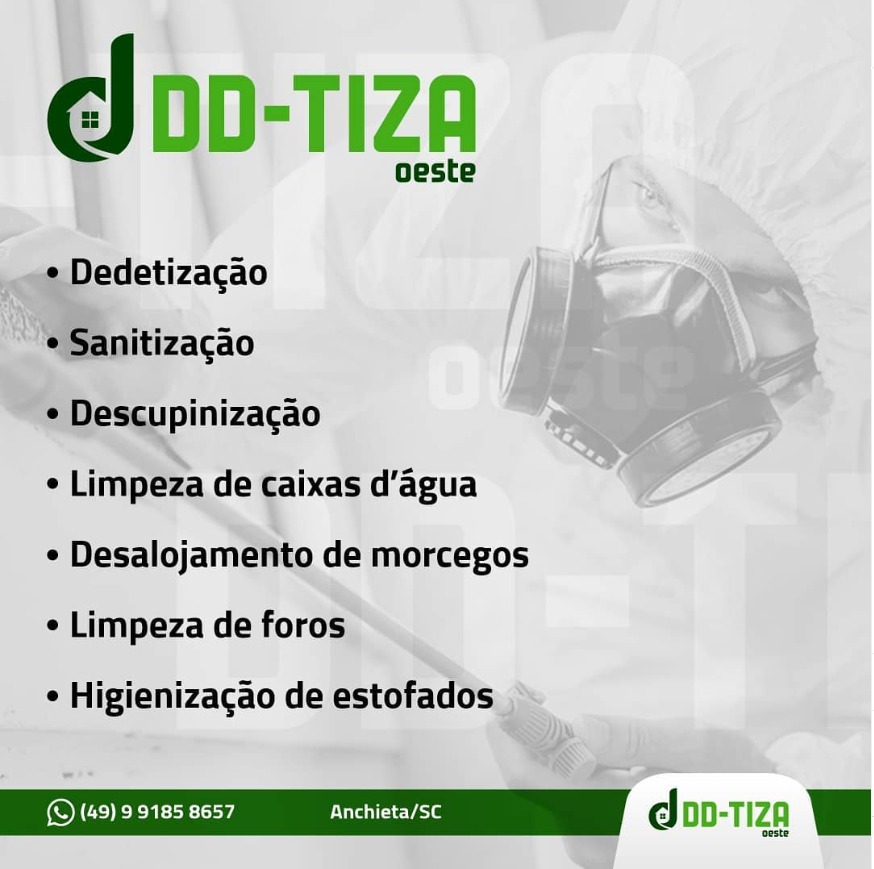 DD-TIZA
oeste
• Dedetização
• Sanitização
• Descupinização
• Limpeza de caixas d'água
• Desalojamento de morcegos
• Limpeza de foros
• Higienização de estofados
(49) 9 9185 8657
Anchieta/SC
DD-TIZA
oeste